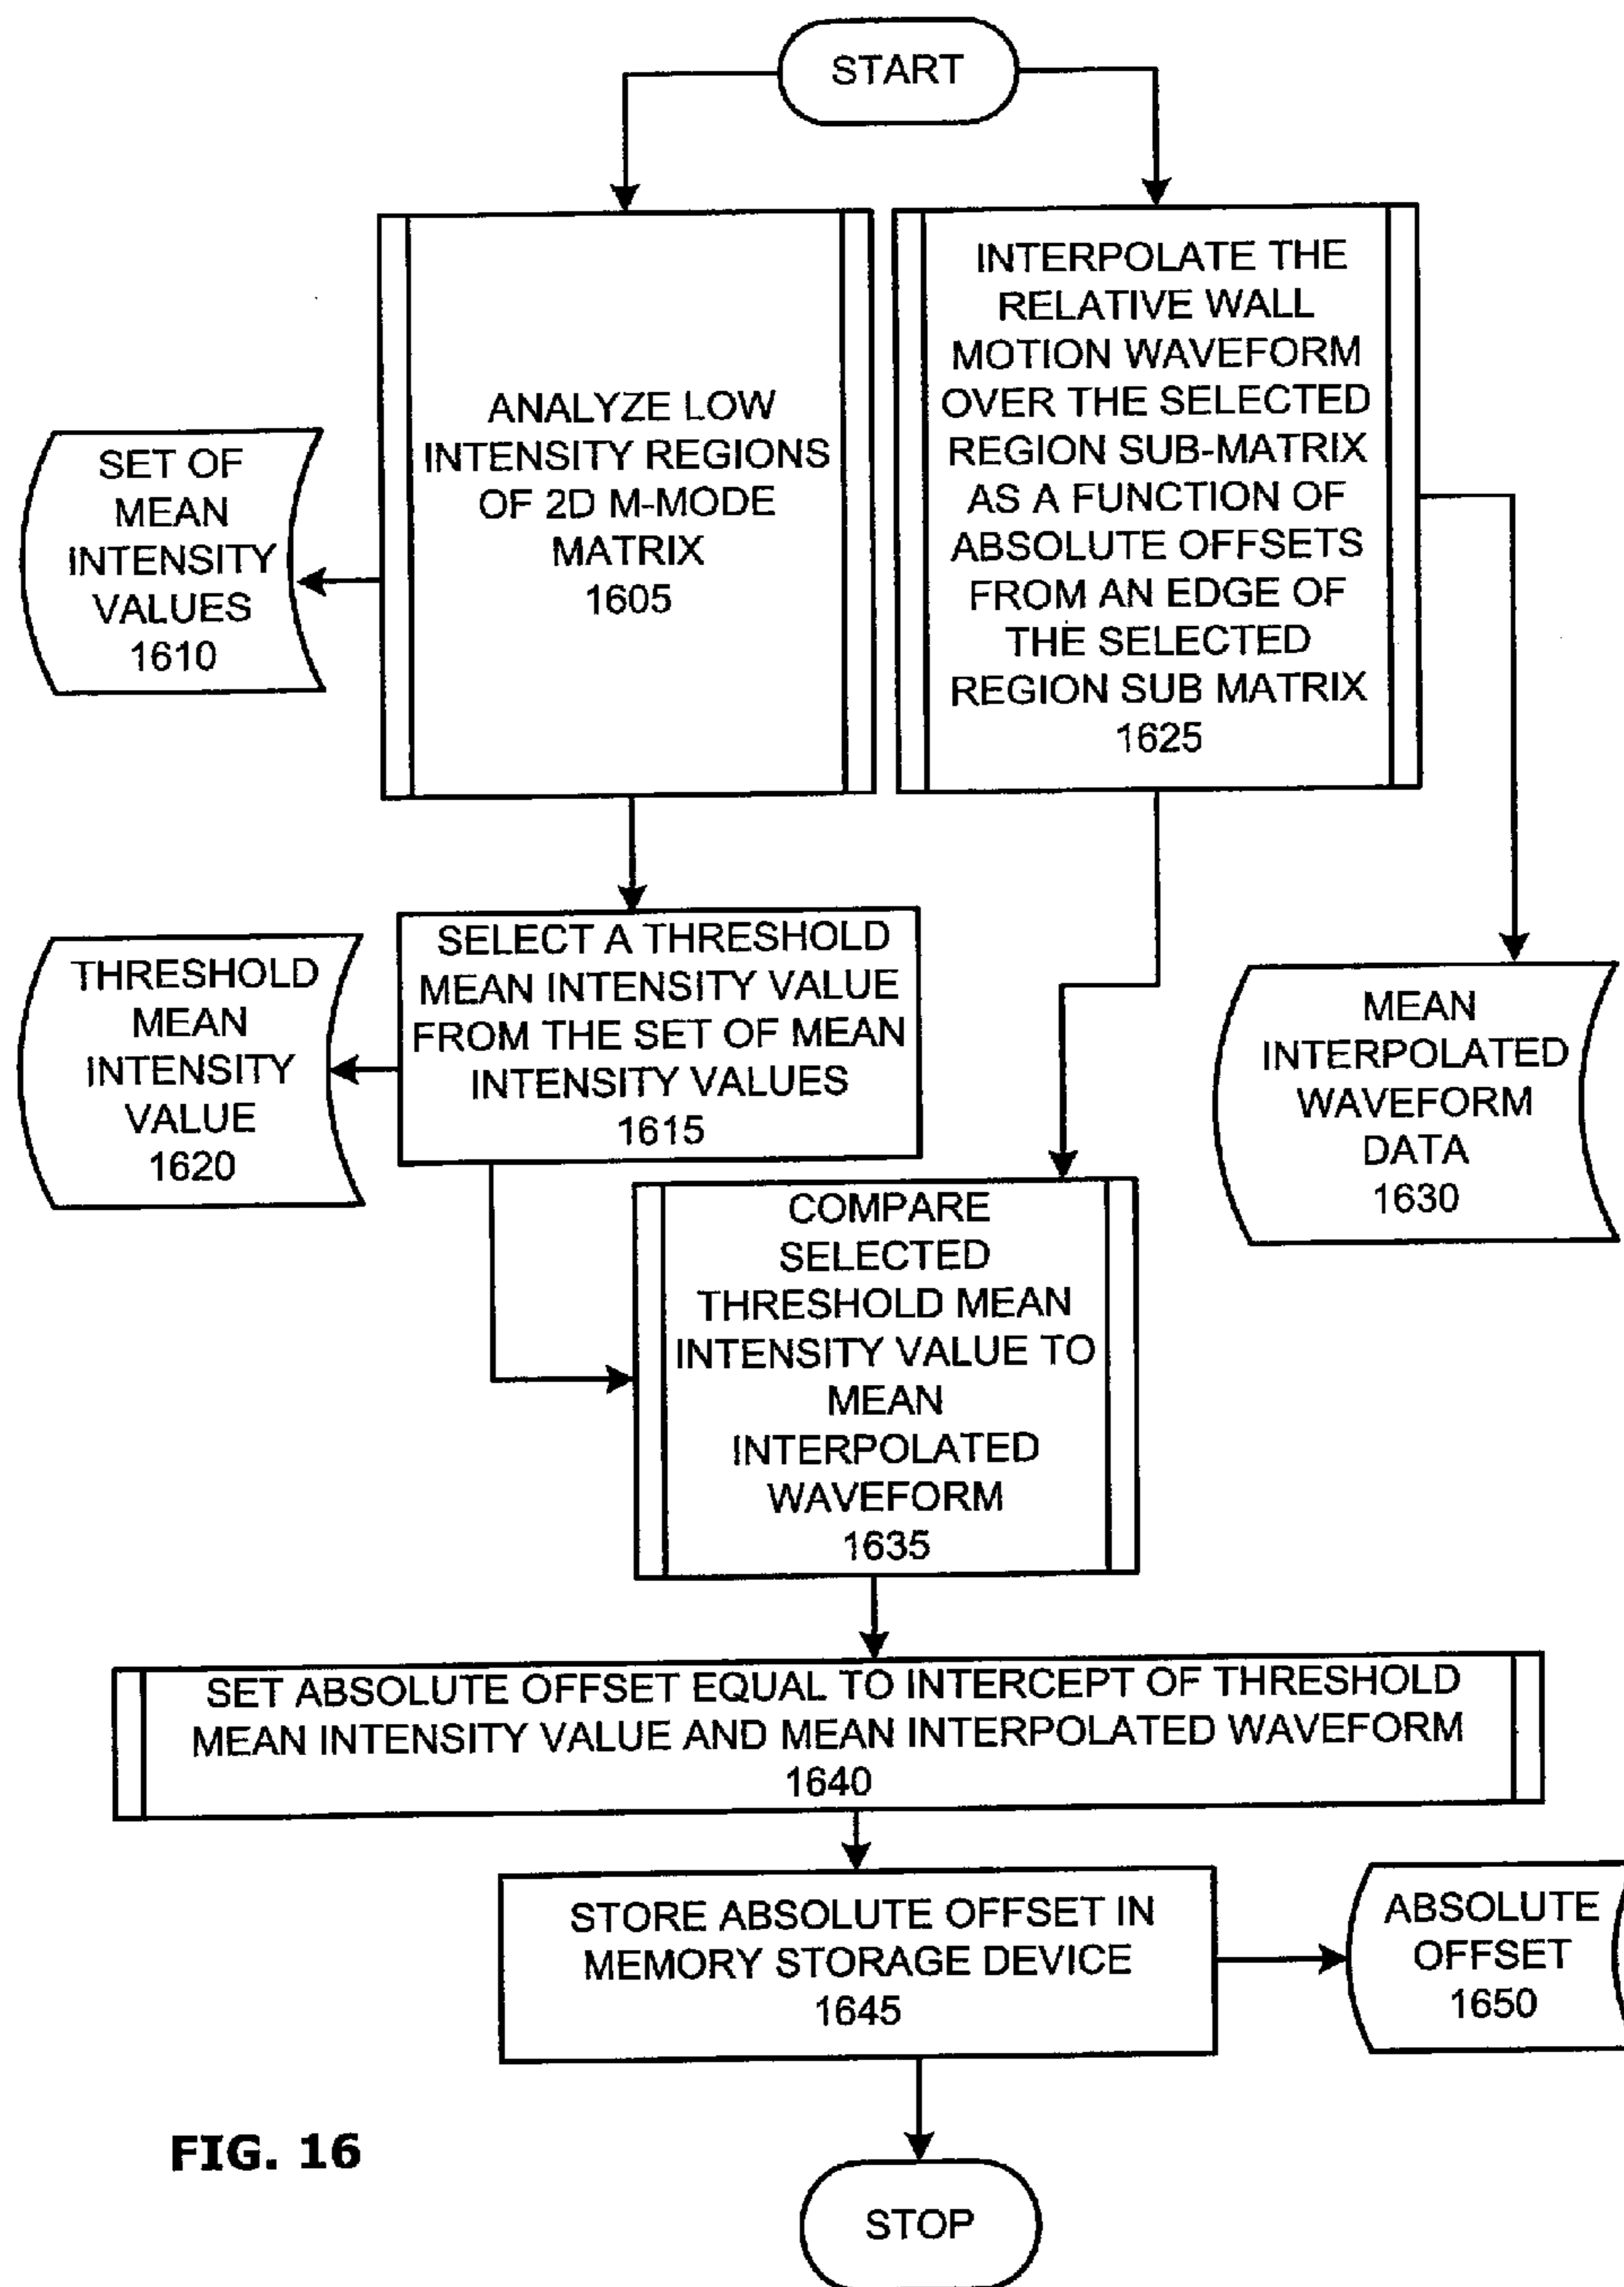 START
ANALYZE LOW
INTENSITY REGIONS
OF 2D M-MODE
MATRIX
1605
INTERPOLATE THE
RELATIVE WALL
MOTION WAVEFORM
OVER THE SELECTED
REGION SUB-MATRIX
AS A FUNCTION OF
ABSOLUTE OFFSETS
FROM AN EDGE OF
THE SELECTED
REGION SUB MATRIX
1625
SET OF
MEAN
INTENSITY
VALUES
1610
SELECT A THRESHOLD
MEAN INTENSITY VALUE
FROM THE SET OF MEAN
INTENSITY VALUES
1615
THRESHOLD
MEAN
INTENSITY
VALUE
1620
MEAN
INTERPOLATED
WAVEFORM
DATA
1630
COMPARE
SELECTED
THRESHOLD MEAN
INTENSITY VALUE TO
MEAN
INTERPOLATED
WAVEFORM
1635
SET ABSOLUTE OFFSET EQUAL TO INTERCEPT OF THRESHOLD
MEAN INTENSITY VALUE AND MEAN INTERPOLATED WAVEFORM
1640
STORE ABSOLUTE OFFSET IN
MEMORY STORAGE DEVICE
1645
ABSOLUTE
OFFSET
1650
FIG. 16
STOP